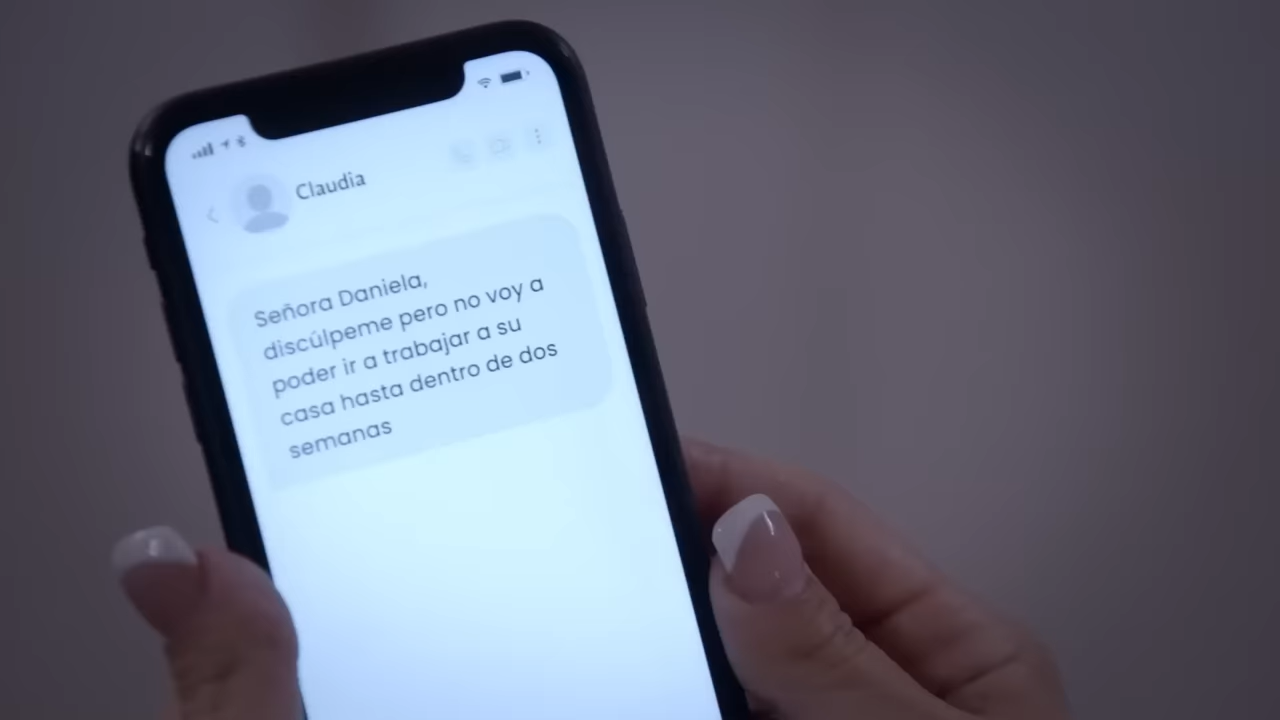 Claudia
Señora Daniela,
discúlpeme pero no voy a
poder ir a trabajar a su
casa hasta dentro de dos
semanas